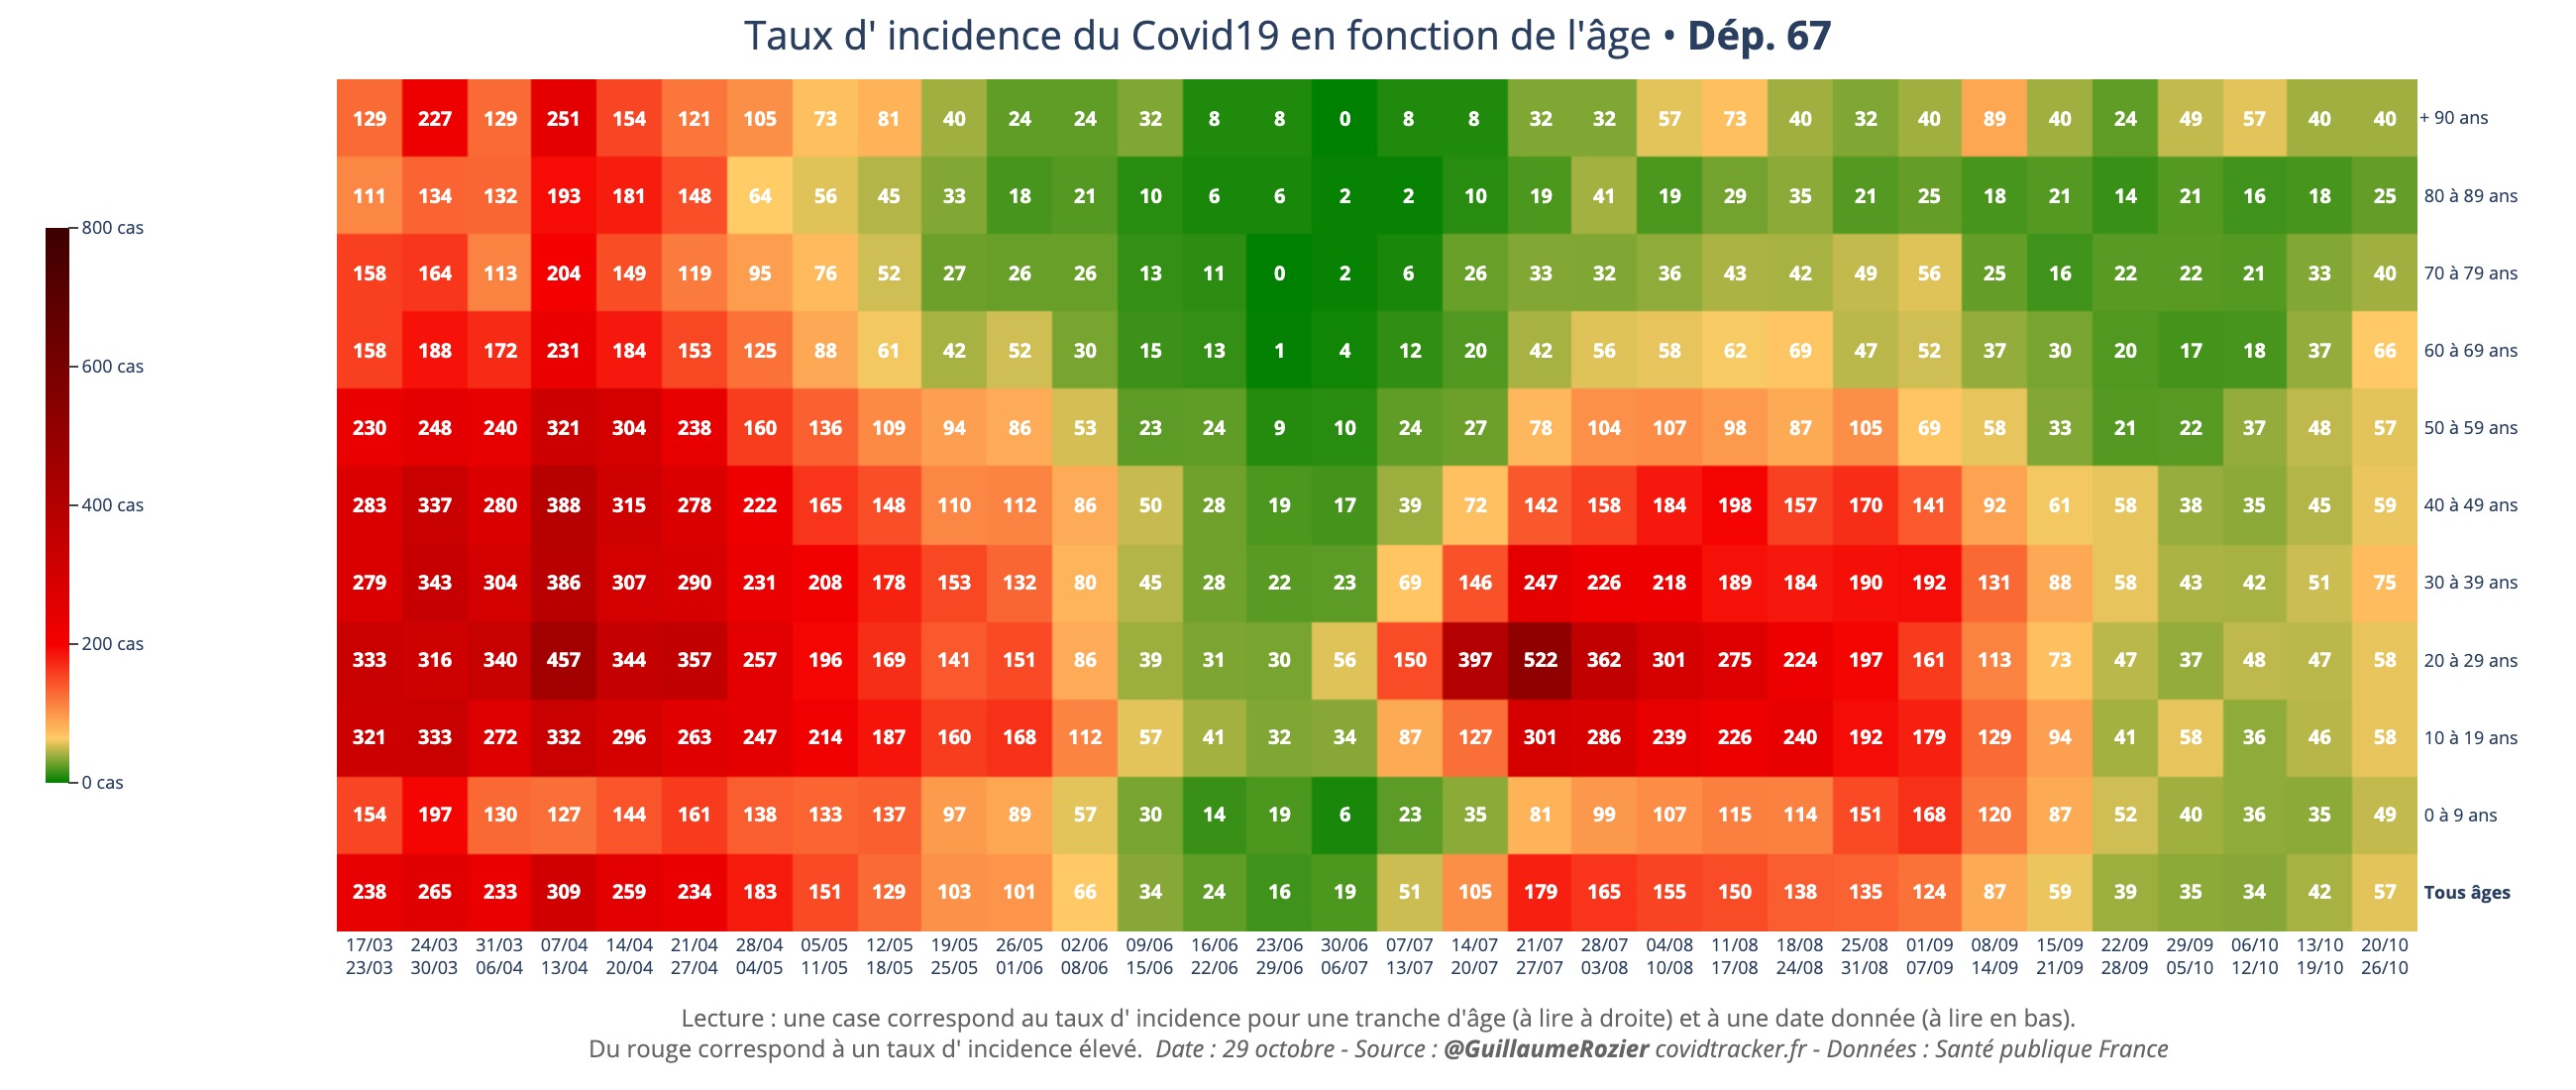 Taux d' incidence du Covid19 en fonction de l'âge • Dép. 67
129 227 129 251 154 121 105 73 81 40 24 24 32 8 8 0 8 8 32 32 57 73 40 32 40 89 40 24 49 57 40 40 + 90 ans
111 134 132 193 181 148 64 56 45 33 18 21 10 6 6 2 2 10 19 41 19 29 35 21 25 18 21 14 21 16 18 25 80 à 89 ans
800 cas
158 164 113 204 149 119 95 76 52 27 26 26 13 11 0 2 6 26 33 32 36 43 42 49 56 25 16 22 22 21 33 40 70 à 79 ans
158 188 172 231 184 153 125 88 61 42 52 30 15 13 1 4 12 20 42 56 58 62 69 47 52 37 30 20 17 18 37 66 60 à 69 ans
600 cas
230 248 240 321 304 238 160 136 109 94 86 53 23 24 9 10 24 27 78 104 107 98 87 105 69 58 33 21 22 37 48 57 50 à 59 ans
400 cas
283 337 280 388 315 278 222 165 148 110 112 86 50 28 19 17 39 72 142 158 184 198 157 170 141 92 61 58 38 35 45 59 40 à 49 ans
279 343 304 386 307 290 231 208 178 153 132 80 45 28 22 23 69 146 247 226 218 189 184 190 192 131 88 58 43 42 51 75 30 à 39 ans
200 cas
333 316 340 457 344 357 257 196 169 141 151 86 39 31 30 56 150 397 522 362 301 275 224 197 161 113 73 47 37 48 47 58 20 à 29 ans
321 333 272 332 296 263 247 214 187 160 168 112 57 41 32 34 87 127 301 286 239 226 240 192 179 129 94 41 58 36 46 58 10 à 19 ans
0 cas
154 197 130 127 144 161 138 133 137 97 89 57 30 14 19 6 23 35 81 99 107 115 114 151 168 120 87 52 40 36 35 49 0 à 9 ans
238 265 233 309 259 234 183 151 129 103 101 66 34 24 16 19 51 105 179 165 155 150 138 135 124 87 59 39 35 34 42 57 Tous âges
17/03 24/03 31/03 07/04 14/04 21/04 28/04 05/05 12/05 19/05 26/05 02/06 09/06 16/06 23/06 30/06 07/07 14/07 21/07 28/07 04/08 11/08 18/08 25/08 01/09 08/09 15/09 22/09 29/09 06/10 13/10 20/10
23/03 30/03 06/04 13/04 20/04 27/04 04/05 11/05 18/05 25/05 01/06 08/06 15/06 22/06 29/06 06/07 13/07 20/07 27/07 03/08 10/08 17/08 24/08 31/08 07/09 14/09 21/09 28/09 05/10 12/10 19/10 26/10
Lecture : une case correspond au taux d' incidence pour une tranche d'âge (à lire à droite) et à une date donnée (à lire en bas).
Du rouge correspond à un taux d' incidence élevé. Date : 29 octobre - Source : @GuillaumeRozier covidtracker.fr - Données : Santé publique France